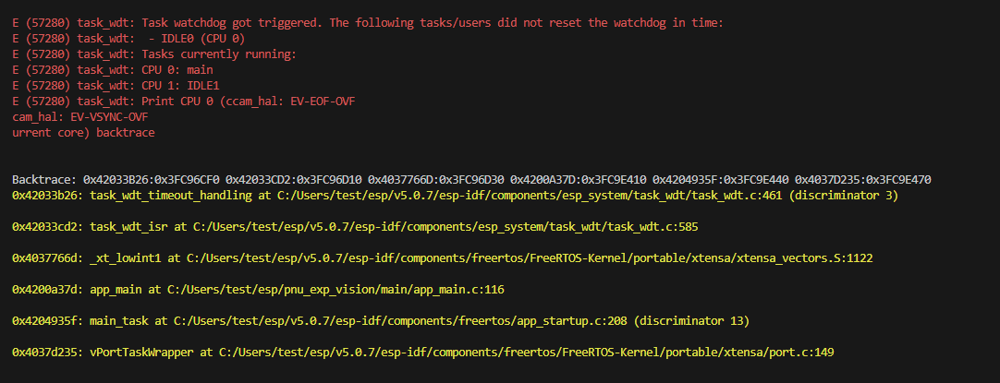 E (57280) task_wdt: Task watchdog got triggered. The following tasks/users did not reset the watchdog in time:
E (57280) task_wdt:  - IDLE0 (CPU 0)
E (57280) task_wdt: Tasks currently running:
E (57280) task_wdt: CPU 0: main
E (57280) task_wdt: CPU 1: IDLE1
E (57280) task_wdt: Print CPU 0 (ccam_hal: EV-EOF-OVF
cam_hal: EV-VSYNC-OVF
urrent core) backtrace
Backtrace: 0x42033B26:0x3FC96CF0 0x42033CD2:0x3FC96D10 0x4037766D:0x3FC96D30 0x4200A37D:0x3FC9E410 0x4204935F:0x3FC9E440 0x4037D235:0x3FC9E470
0x42033b26: task_wdt_timeout_handling at C:/Users/test/esp/v5.0.7/esp-idf/components/esp_system/task_wdt/task_wdt.c:461 (discriminator 3)
0x42033cd2: task_wdt_isr at C:/Users/test/esp/v5.0.7/esp-idf/components/esp_system/task_wdt/task_wdt.c:585
0x4037766d: _xt_lowint1 at C:/Users/test/esp/v5.0.7/esp-idf/components/freertos/FreeRTOS-Kernel/portable/xtensa/xtensa_vectors.S:1122
0x4200a37d: app_main at C:/Users/test/esp/pnu_exp_vision/main/app_main.c:116
0x4204935f: main_task at C:/Users/test/esp/v5.0.7/esp-idf/components/freertos/app_startup.c:208 (discriminator 13)
0x4037d235: vPortTaskWrapper at C:/Users/test/esp/v5.0.7/esp-idf/components/freertos/FreeRTOS-Kernel/portable/xtensa/port.c:149